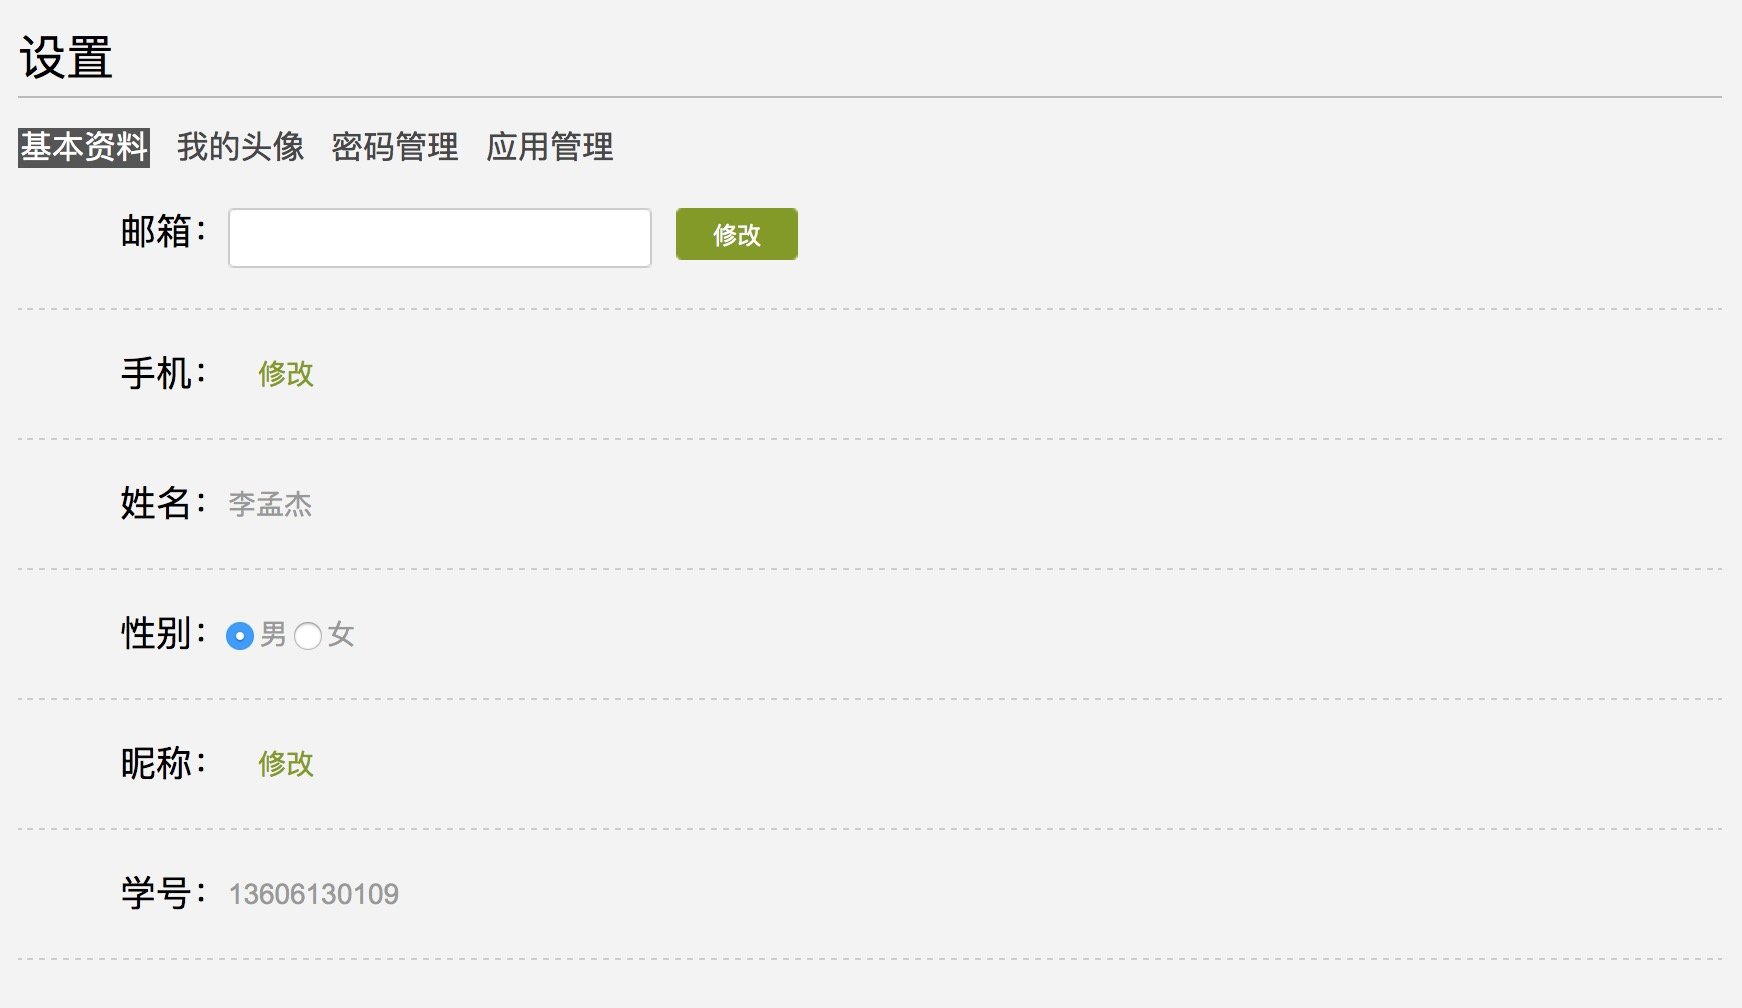 设置
基本资料 我的头像 密码管理 应用管理
邮箱： 修改
手机： 修改
姓名： 李孟杰
性别： 男 女
昵称： 修改
学号： 13606130109